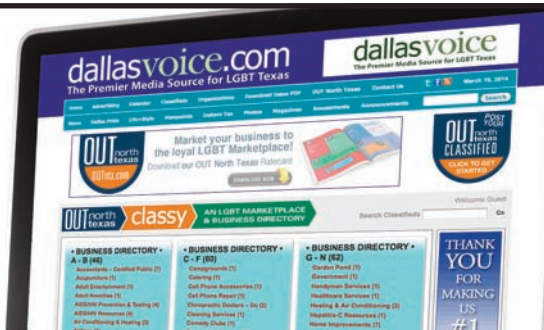 dallasvoice.com
The Premier Media Source for LGBT Texas
dallasvoice
The Premier Media Source for LGBT Texas
Home Advertising Calendar Classifieds Organizations Download Voice PDF OUT North Texas Contact Us
March 18, 2014
News Dallas Pride Life+Style Hotspots Instant Tea Photos Magazines Amusements Announcements
Search
OUT north texas
OUTntx.com
Market your business to
the loyal LGBT Marketplace!
Download our OUT North Texas Ratecard
DOWNLOAD NOW
POST YOUR
OUT north texas
CLASSIFIED
CLICK TO GET
STARTED
Welcome Guest
OUT north texas classy AN LGBT MARKETPLACE
& BUSINESS DIRECTORY
Search Classifieds Go
• BUSINESS DIRECTORY •
A - B (46)
Accountants - Certified Public (1)
Acupuncture (1)
Adult Entertainment (1)
Adult Novelties (1)
AIDS/HIV Prevention & Testing (4)
AIDS/HIV Resources (4)
Air Conditioning & Heating (3)
• BUSINESS DIRECTORY •
C - F (60)
Campgrounds (1)
Catering (1)
Cell Phone Accessories (1)
Cell Phone Repair (1)
Chiropractic Doctors - Dc (2)
Cleaning Services (1)
Comedy Clubs (1)
• BUSINESS DIRECTORY •
G - N (62)
Garden Pond (1)
Government (1)
Handyman Services (1)
Healthcare Services (1)
Heating & Air Conditioning (3)
Hepatitis-C Resources (1)
Home Improvements (7)
THANK
YOU
FOR
MAKING
US
#1